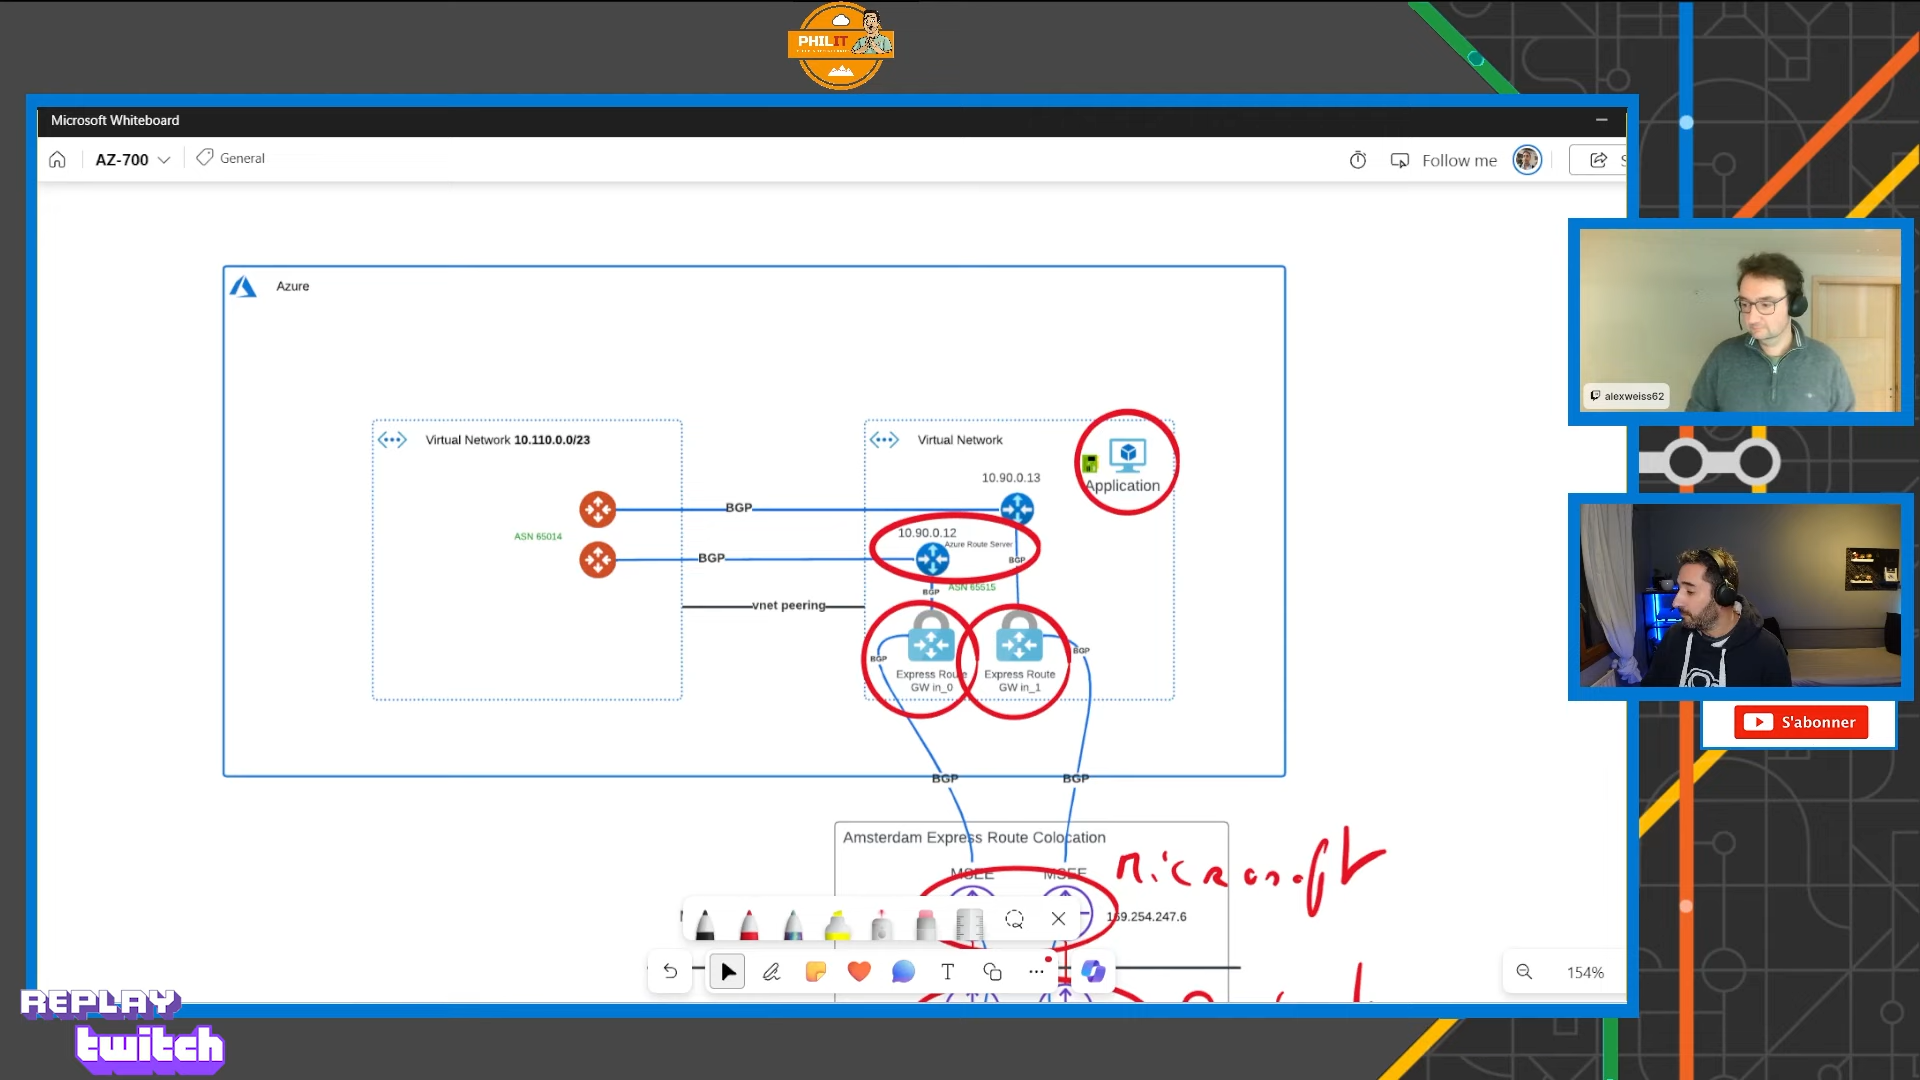 PHILIT
Microsoft Whiteboard
AZ-700
General
Follow me
Azure
Virtual Network 10.110.0.0/23
Virtual Network
10.90.0.13
Application
BGP
10.90.0.12
Azure Route Server
ASN 65014
BGP
BGP
ASN 65515
BGP
vnet peering
BGP
BGP
Express Route
GW in_0
Express Route
GW in_1
BGP
BGP
Amsterdam Express Route Colocation
MSEE
MSEE
Microsoft
169.254.247.6
154%
alexweiss62
S'abonner
REPLAY
twitch